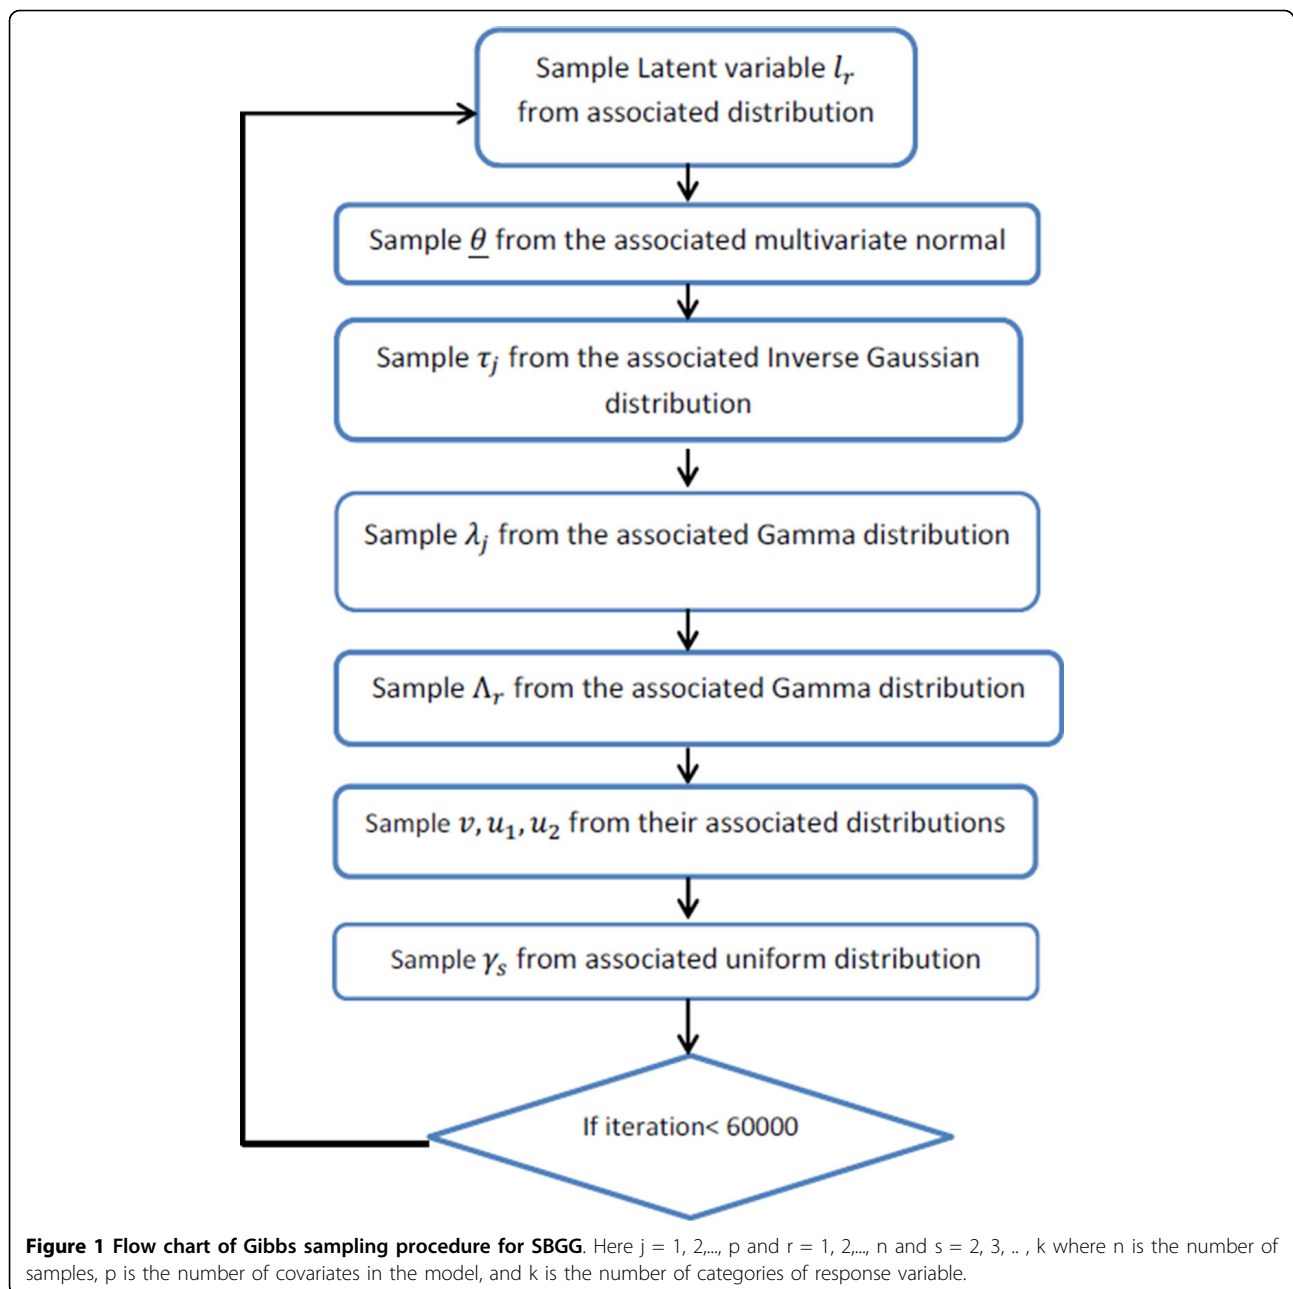 Sample Latent variable l_r
from associated distribution
Sample θ from the associated multivariate normal
Sample τ_j from the associated Inverse Gaussian
distribution
Sample λ_j from the associated Gamma distribution
Sample Λ_r from the associated Gamma distribution
Sample v, u_1, u_2 from their associated distributions
Sample γ_s from associated uniform distribution
If iteration< 60000
Figure 1 Flow chart of Gibbs sampling procedure for SBGG. Here j = 1, 2,..., p and r = 1, 2,..., n and s = 2, 3, .. , k where n is the number of
samples, p is the number of covariates in the model, and k is the number of categories of response variable.